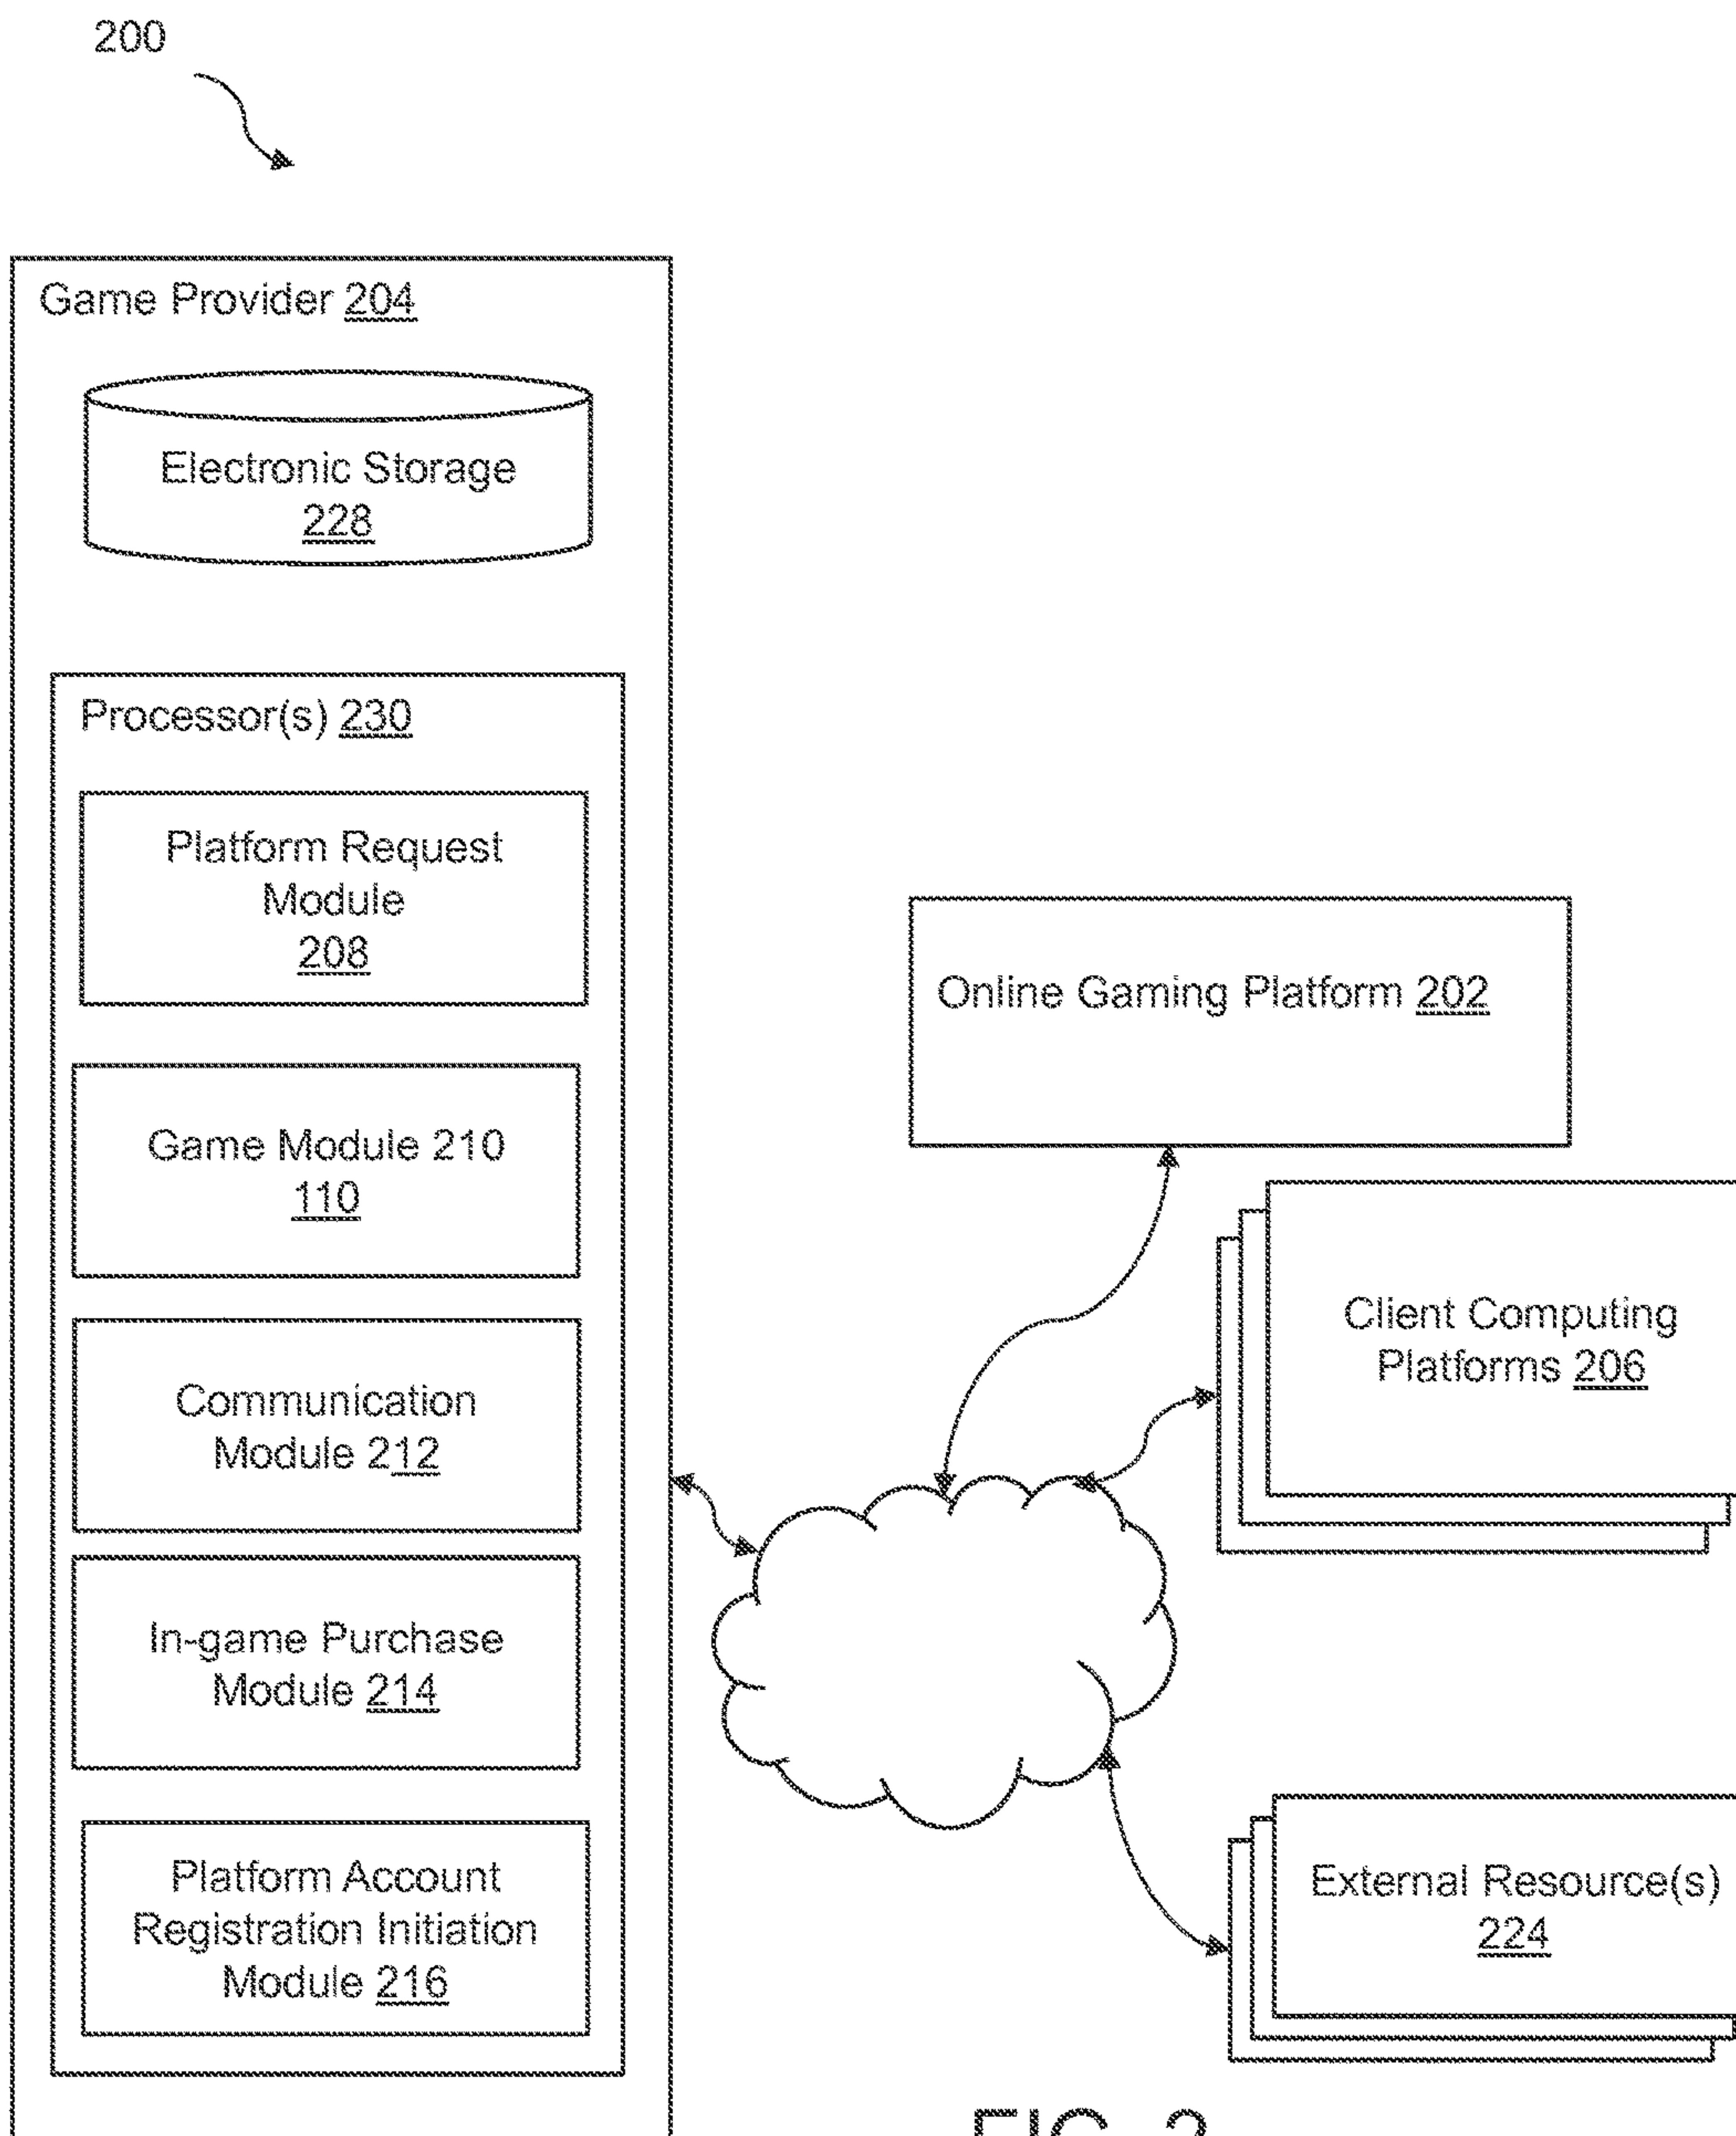 200
Game Provider 204
Electronic Storage
228
Processor(s) 230
Platform Request
Module
208
Game Module 210
110
Communication
Module 212
In-game Purchase
Module 214
Platform Account
Registration Initiation
Module 216
Online Gaming Platform 202
Client Computing
Platforms 206
External Resource(s)
224
FIG. 2